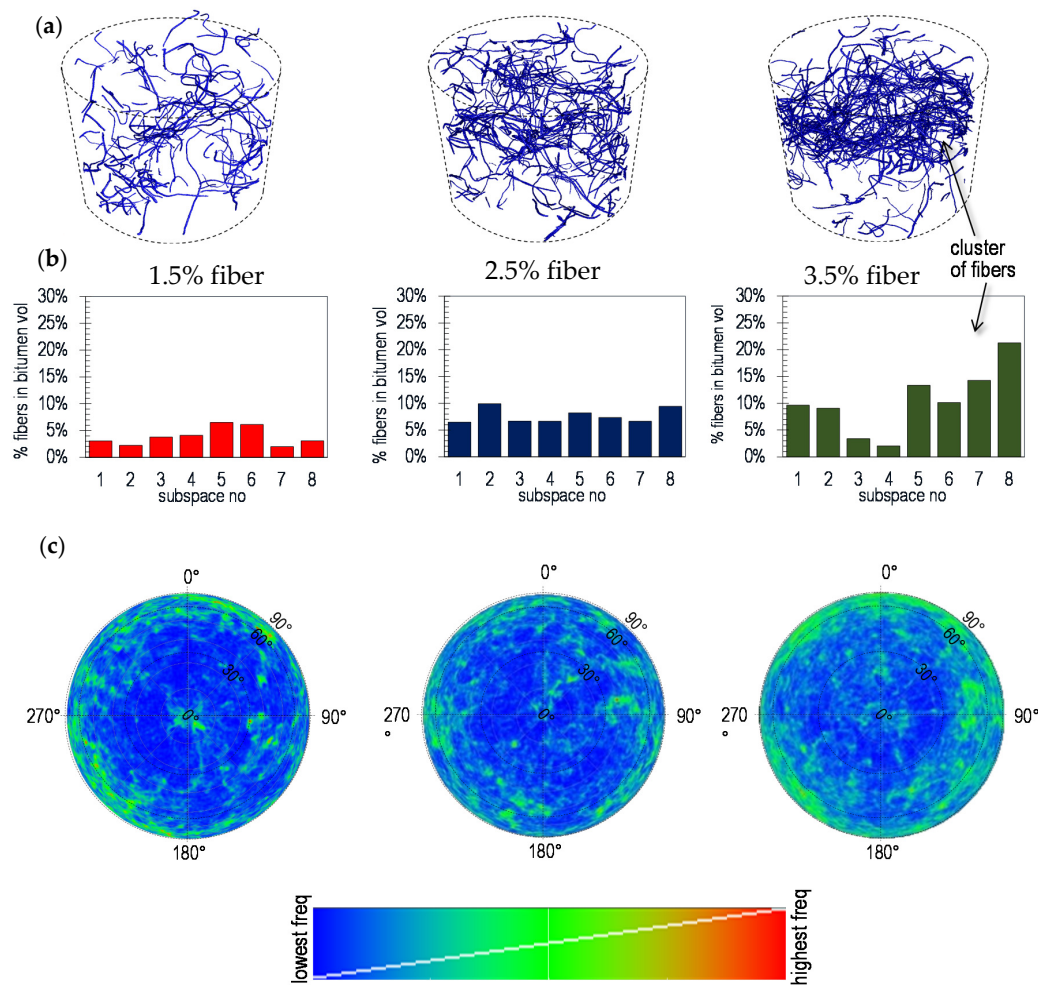 (a)
cluster
of fibers
(b)
1.5% fiber
2.5% fiber
3.5% fiber
% fibers in bitumen vol
30%
25%
20%
15%
10%
5%
0%
1 2 3 4 5 6 7 8
subspace no
% fibers in bitumen vol
30%
25%
20%
15%
10%
5%
0%
1 2 3 4 5 6 7 8
subspace no
% fibers in bitumen vol
30%
25%
20%
15%
10%
5%
0%
1 2 3 4 5 6 7 8
subspace no
(c)
0°
90°
60°
30°
0°
270°
90°
180°
0°
90°
60°
30°
0°
270
°
90°
180°
0°
90°
60°
30°
0°
270
°
90°
180°
lowest freq
highest freq